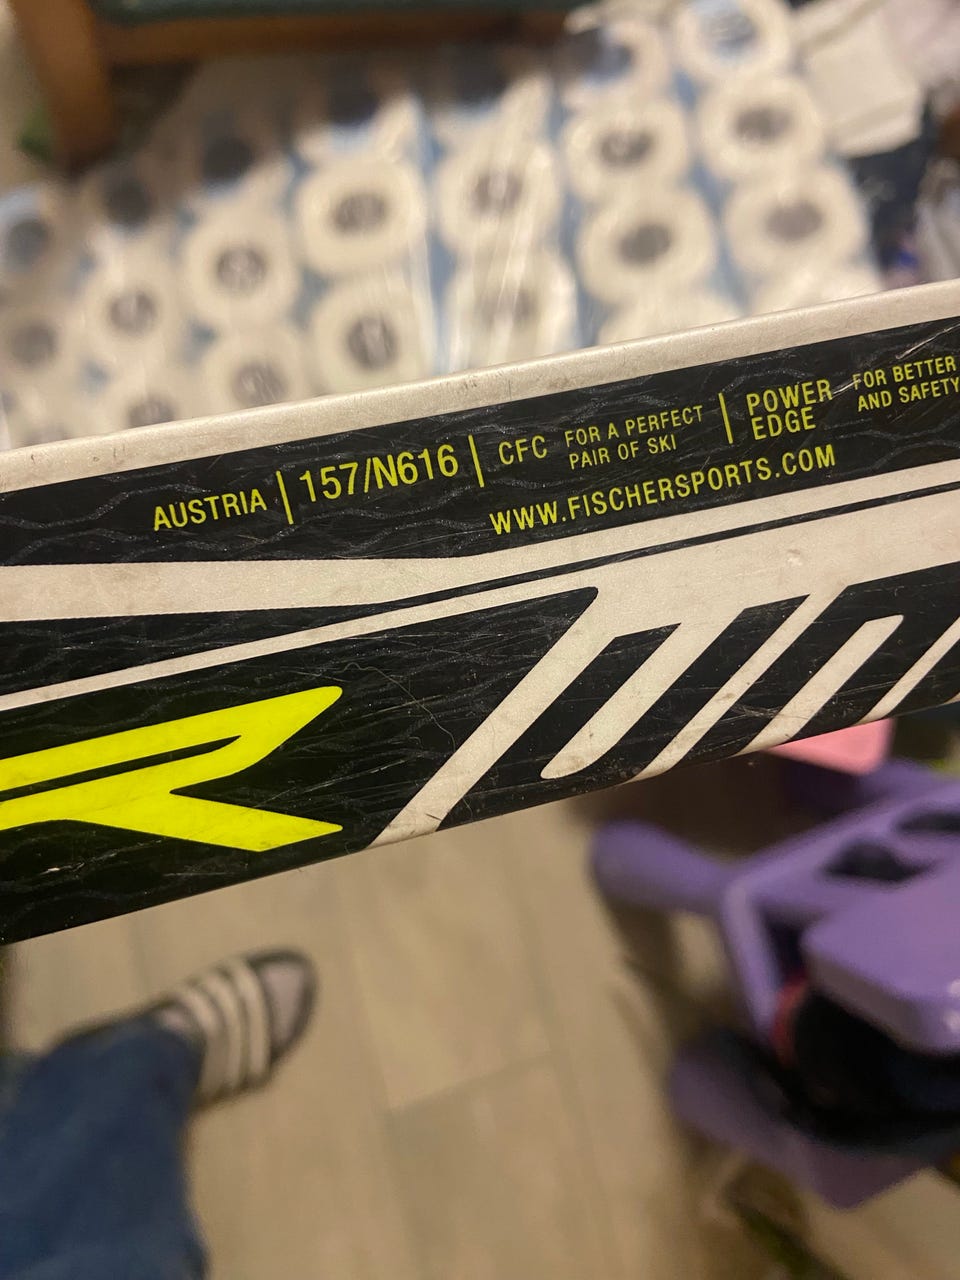 AUSTRIA | 157/N616 | CFC FOR A PERFECT PAIR OF SKI | POWER EDGE FOR BETTER AND SAFETY
WWW.FISCHERSPORTS.COM
R